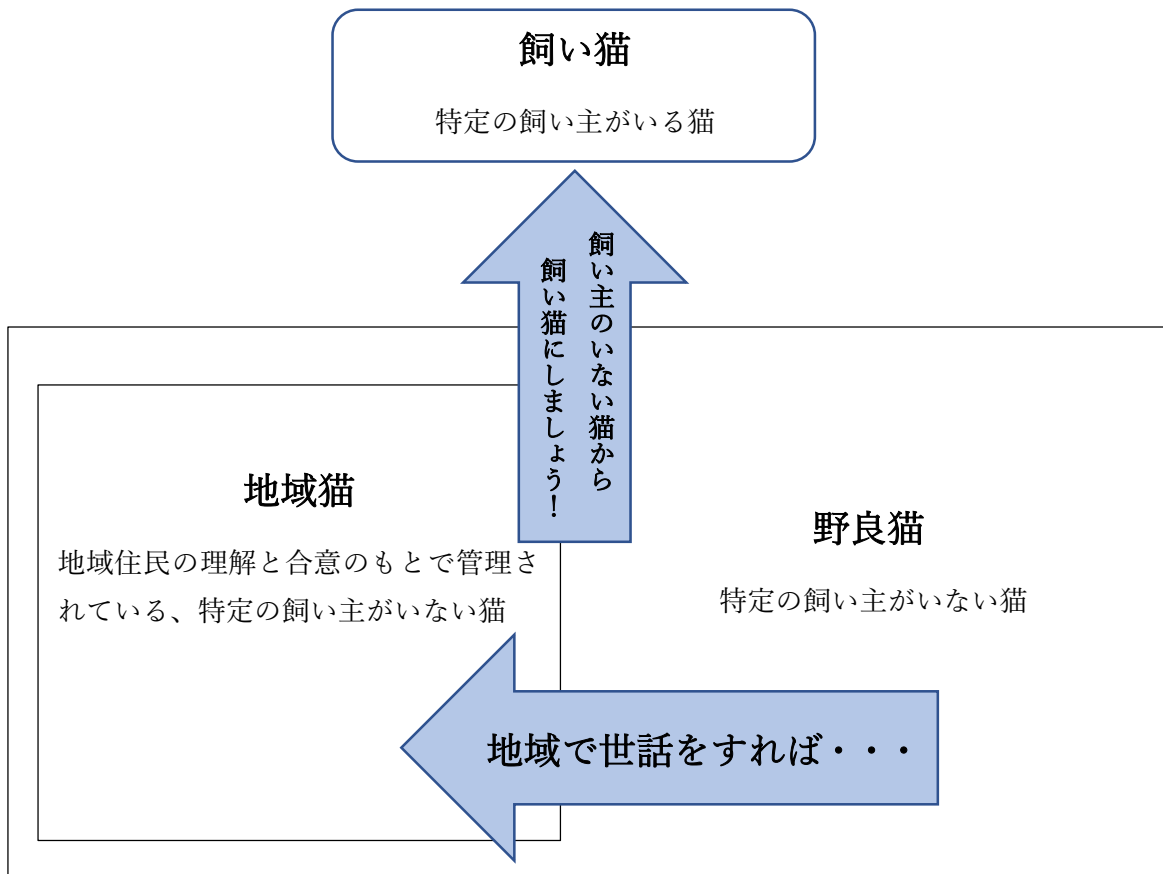 飼い猫
特定の飼い主がいる猫
飼い主のいない猫から
飼い猫にしましょう！
地域猫
地域住民の理解と合意のもとで管理さ
れている、特定の飼い主がいない猫
野良猫
特定の飼い主がいない猫
地域で世話をすれば・・・